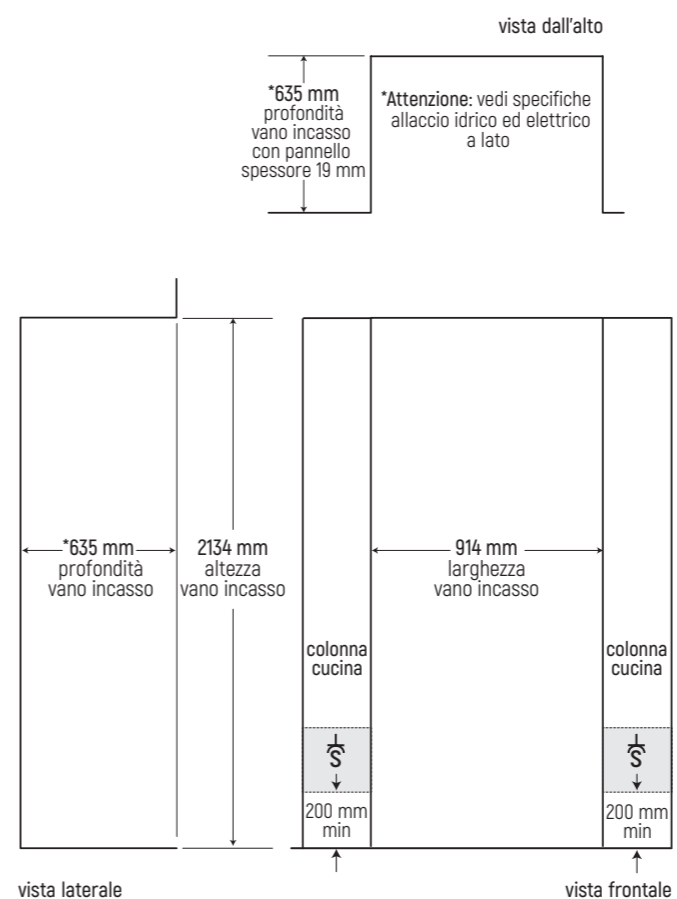 vista dall'alto
*635 mm
profondità
vano incasso
con pannello
spessore 19 mm
*Attenzione: vedi specifiche
allaccio idrico ed elettrico
a lato
*635 mm
profondità
vano incasso
2134 mm
altezza
vano incasso
914 mm
larghezza
vano incasso
colonna
cucina
colonna
cucina
S
S
200 mm
min
200 mm
min
vista laterale
vista frontale